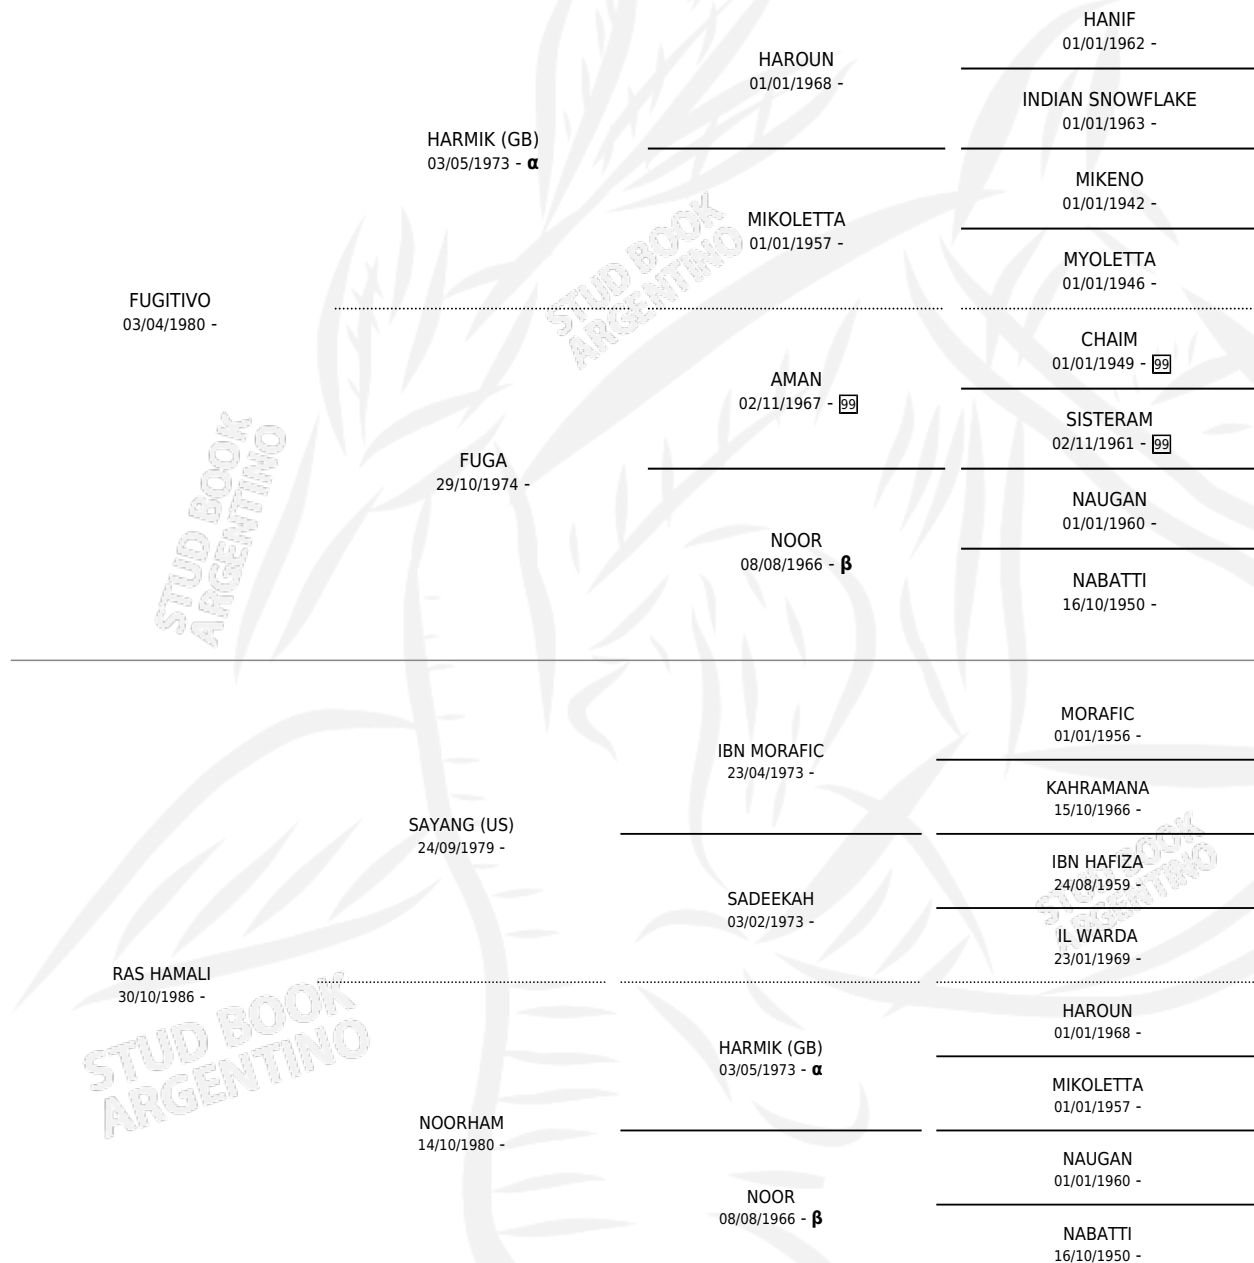 HANIF
01/01/1962 -
HAROUN
01/01/1968 -
INDIAN SNOWFLAKE
01/01/1963 -
HARMIK (GB)
03/05/1973 - α
MIKENO
01/01/1942 -
MIKOLETTA
01/01/1957 -
MYOLETTA
01/01/1946 -
FUGITIVO
03/04/1980 -
STUD BOOK
ARGENTINO
CHAIM
01/01/1949 - 99
AMAN
02/11/1967 - 99
SISTERAM
02/11/1961 - 99
FUGA
29/10/1974 -
NAUGAN
01/01/1960 -
NOOR
08/08/1966 - β
NABATTI
16/10/1950 -
STUD BOOK
ARGENTINO
MORAFIC
01/01/1956 -
IBN MORAFIC
23/04/1973 -
KAHRAMANA
15/10/1966 -
SAYANG (US)
24/09/1979 -
IBN HAFIZA
24/08/1959 -
STUD BOOK
ARGENTINO
SADEEKAH
03/02/1973 -
IL WARDA
23/01/1969 -
RAS HAMALI
30/10/1986 -
STUD BOOK
ARGENTINO
HAROUN
01/01/1968 -
HARMIK (GB)
03/05/1973 - α
MIKOLETTA
01/01/1957 -
NOORHAM
14/10/1980 -
NAUGAN
01/01/1960 -
NOOR
08/08/1966 - β
NABATTI
16/10/1950 -